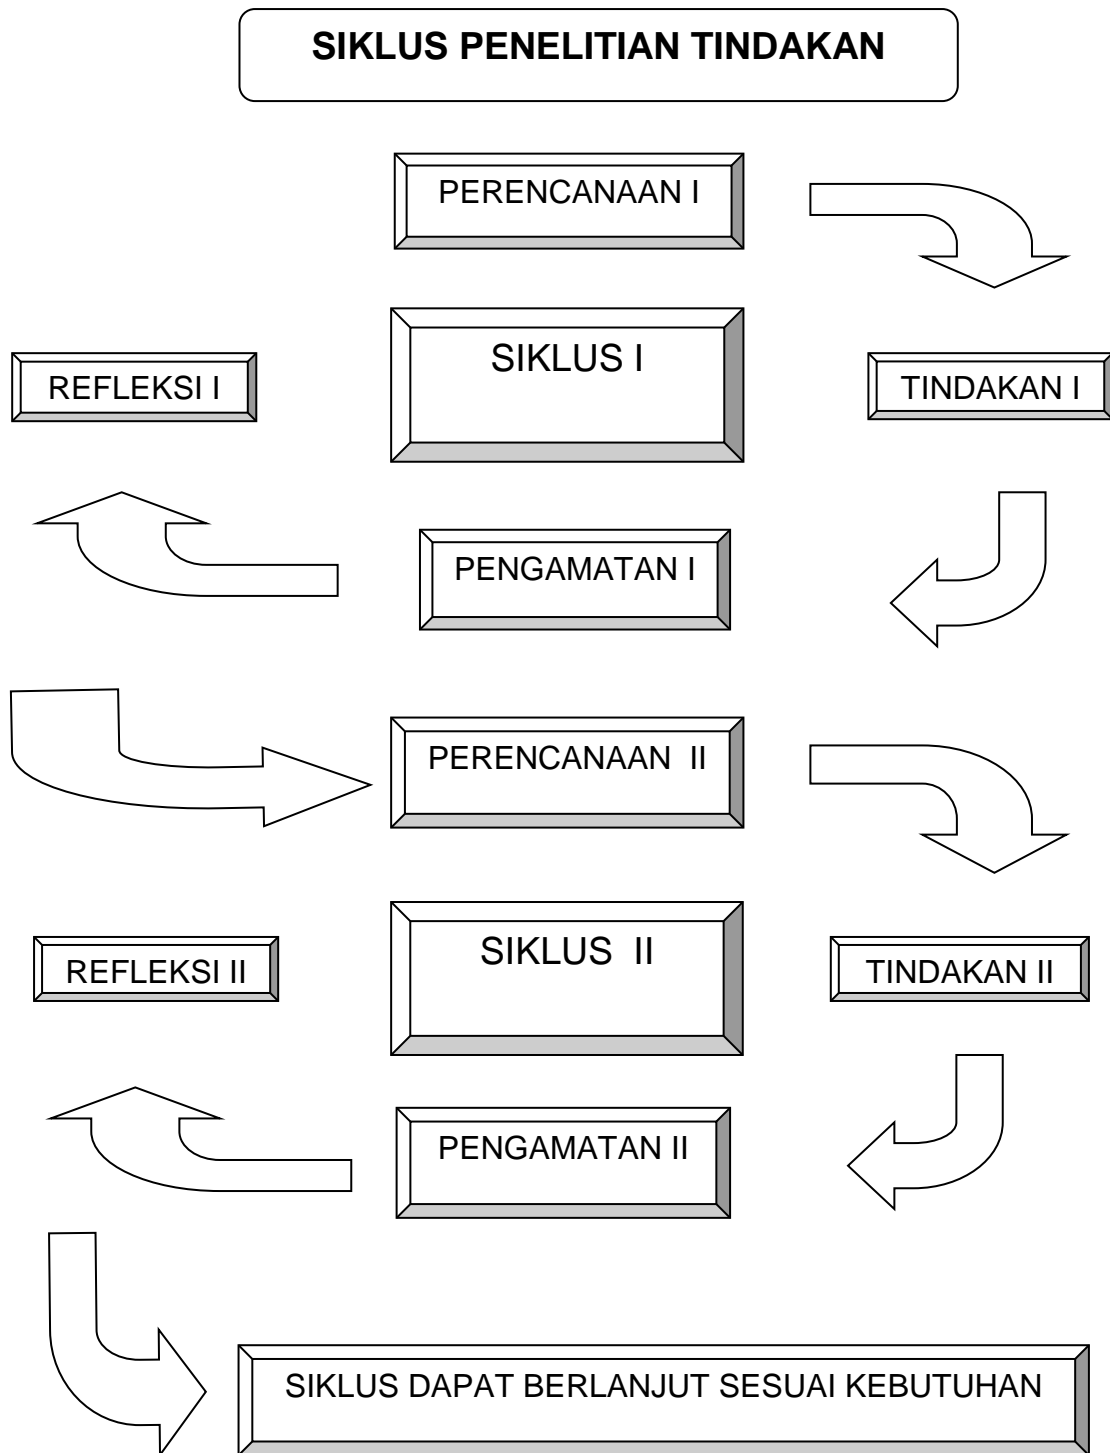 SIKLUS PENELITIAN TINDAKAN
PERENCANAAN I
SIKLUS I
REFLEKSI I
TINDAKAN I
PENGAMATAN I
PERENCANAAN  II
SIKLUS  II
REFLEKSI II
TINDAKAN II
PENGAMATAN II
SIKLUS DAPAT BERLANJUT SESUAI KEBUTUHAN